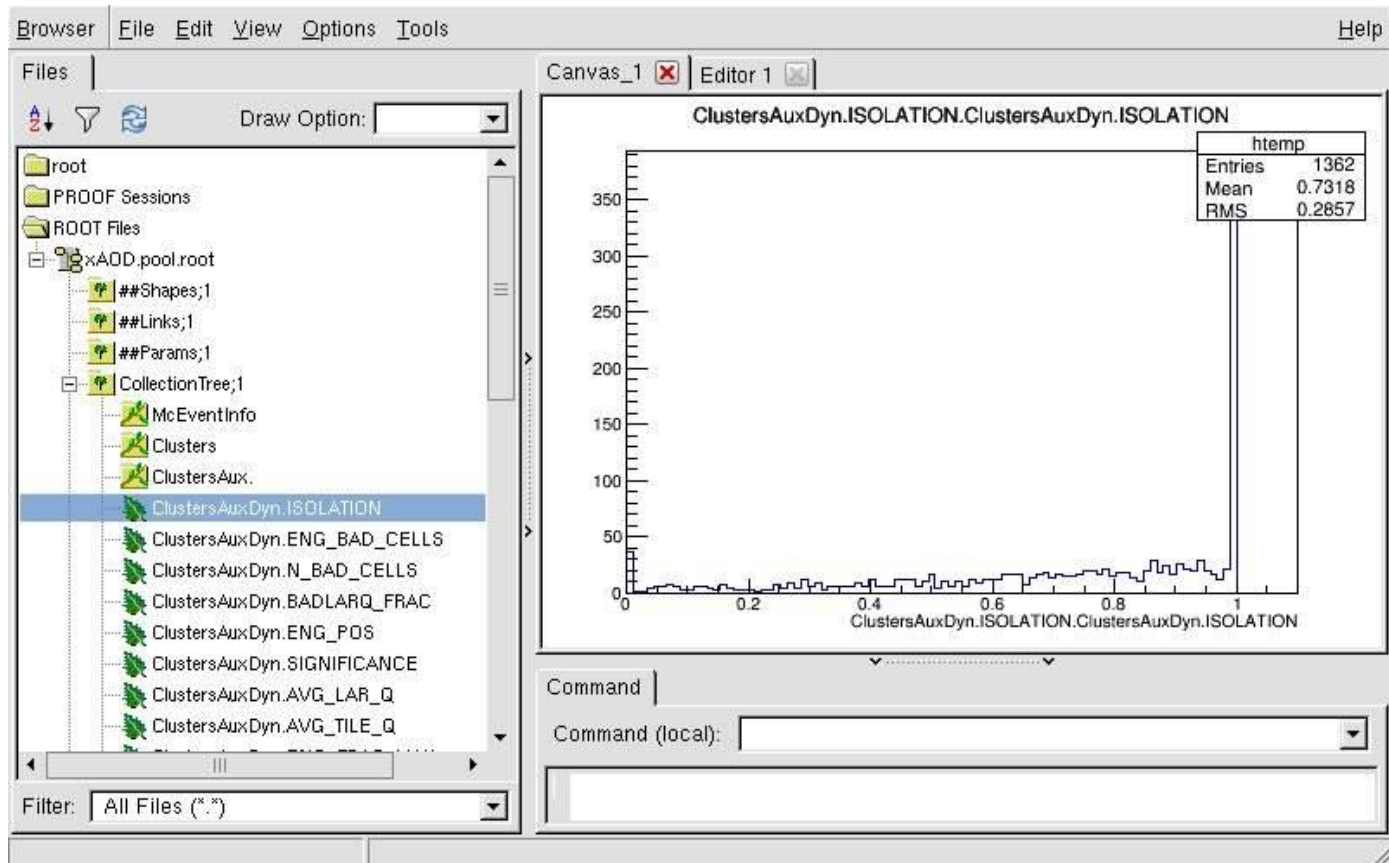 Browser File Edit View Options Tools Help
Files
Draw Option:
root
PROOF Sessions
ROOT Files
xAOD.pool.root
##Shapes;1
##Links;1
##Params;1
CollectionTree;1
McEventInfo
Clusters
ClustersAux.
ClustersAuxDyn.ISOLATION
ClustersAuxDyn.ENG_BAD_CELLS
ClustersAuxDyn.N_BAD_CELLS
ClustersAuxDyn.BADLARQ_FRAC
ClustersAuxDyn.ENG_POS
ClustersAuxDyn.SIGNIFICANCE
ClustersAuxDyn.AVG_LAR_Q
ClustersAuxDyn.AVG_TILE_Q
Filter: All Files (*.*)
Canvas_1 Editor 1
ClustersAuxDyn.ISOLATION.ClustersAuxDyn.ISOLATION
htemp
Entries 1362
Mean 0.7318
RMS 0.2857
350
300
250
200
150
100
50
0
0 0.2 0.4 0.6 0.8 1
ClustersAuxDyn.ISOLATION.ClustersAuxDyn.ISOLATION
Command
Command (local):